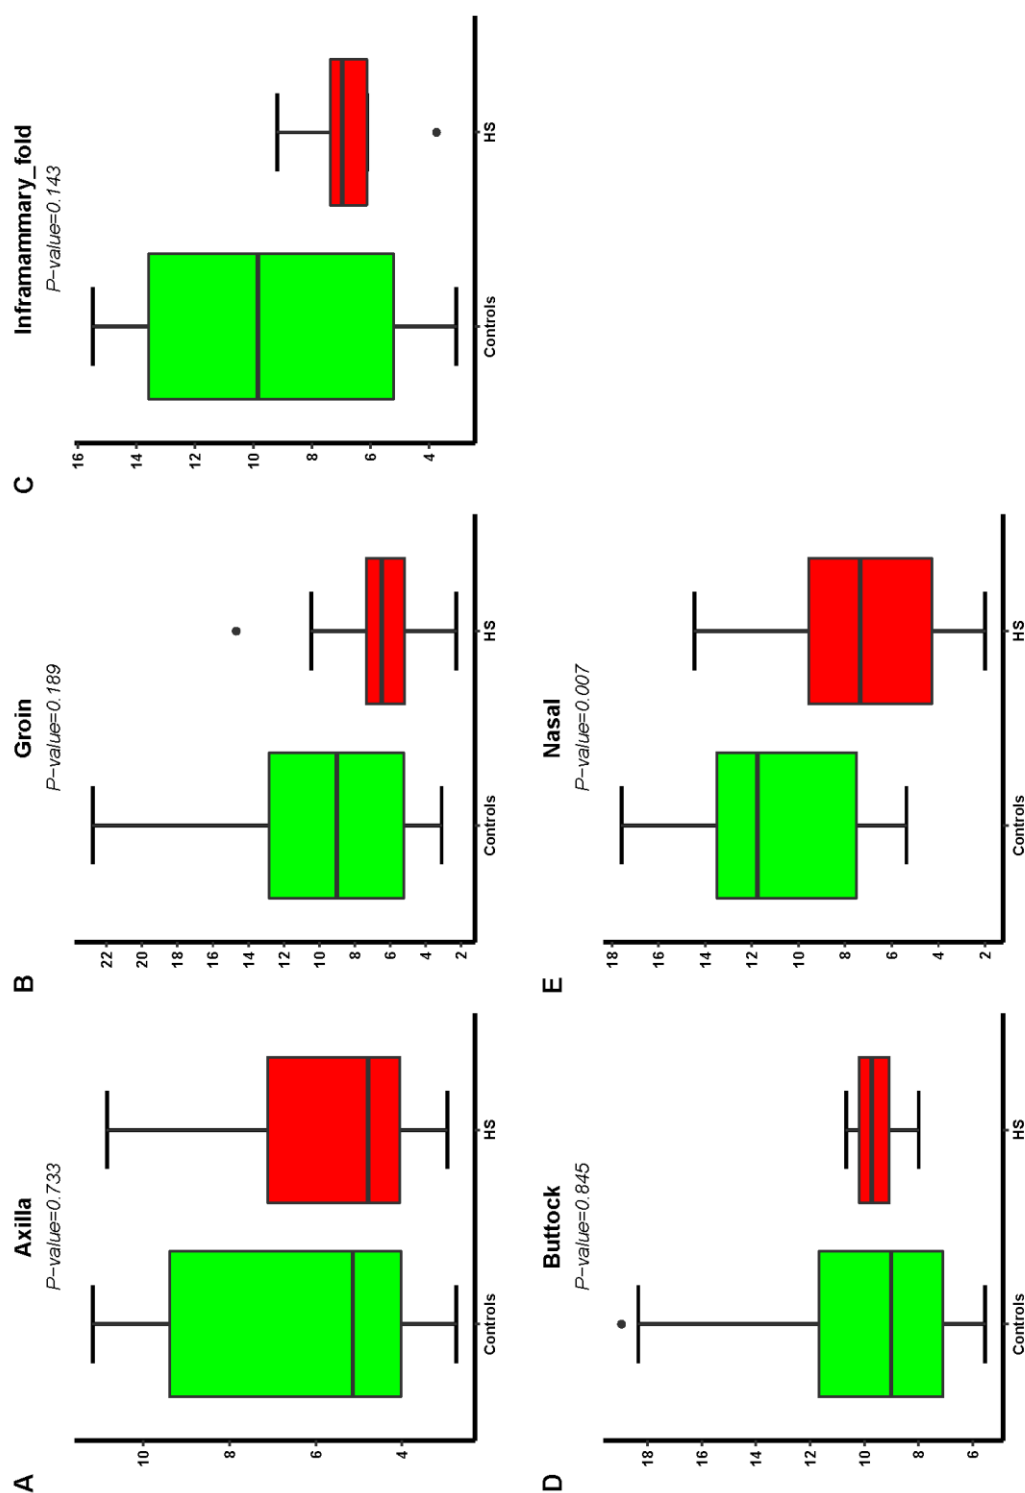 A
Axilla
P-value=0.733
10
8
6
4
Controls
HS
B
Groin
P-value=0.189
22
20
18
16
14
12
10
8
6
4
2
Controls
HS
C
Inframammary_fold
P-value=0.143
16
14
12
10
8
6
4
Controls
HS
D
Buttock
P-value=0.845
18
16
14
12
10
8
6
Controls
HS
E
Nasal
P-value=0.007
18
16
14
12
10
8
6
4
2
Controls
HS